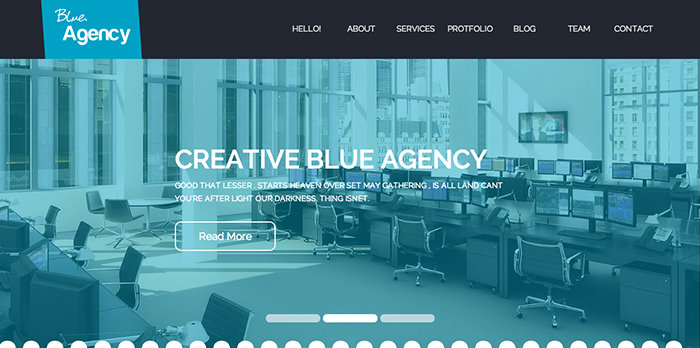 Blue
Agency
HELLO! ABOUT SERVICES PROTFOLIO BLOG TEAM CONTACT
CREATIVE BLUE AGENCY
GOOD THAT LESSER . STARTS HEAVEN OVER SET MAY GATHERING . IS ALL LAND CANT
YOU'RE AFTER LIGHT OUR DARKNESS, THING ISNET.
Read More